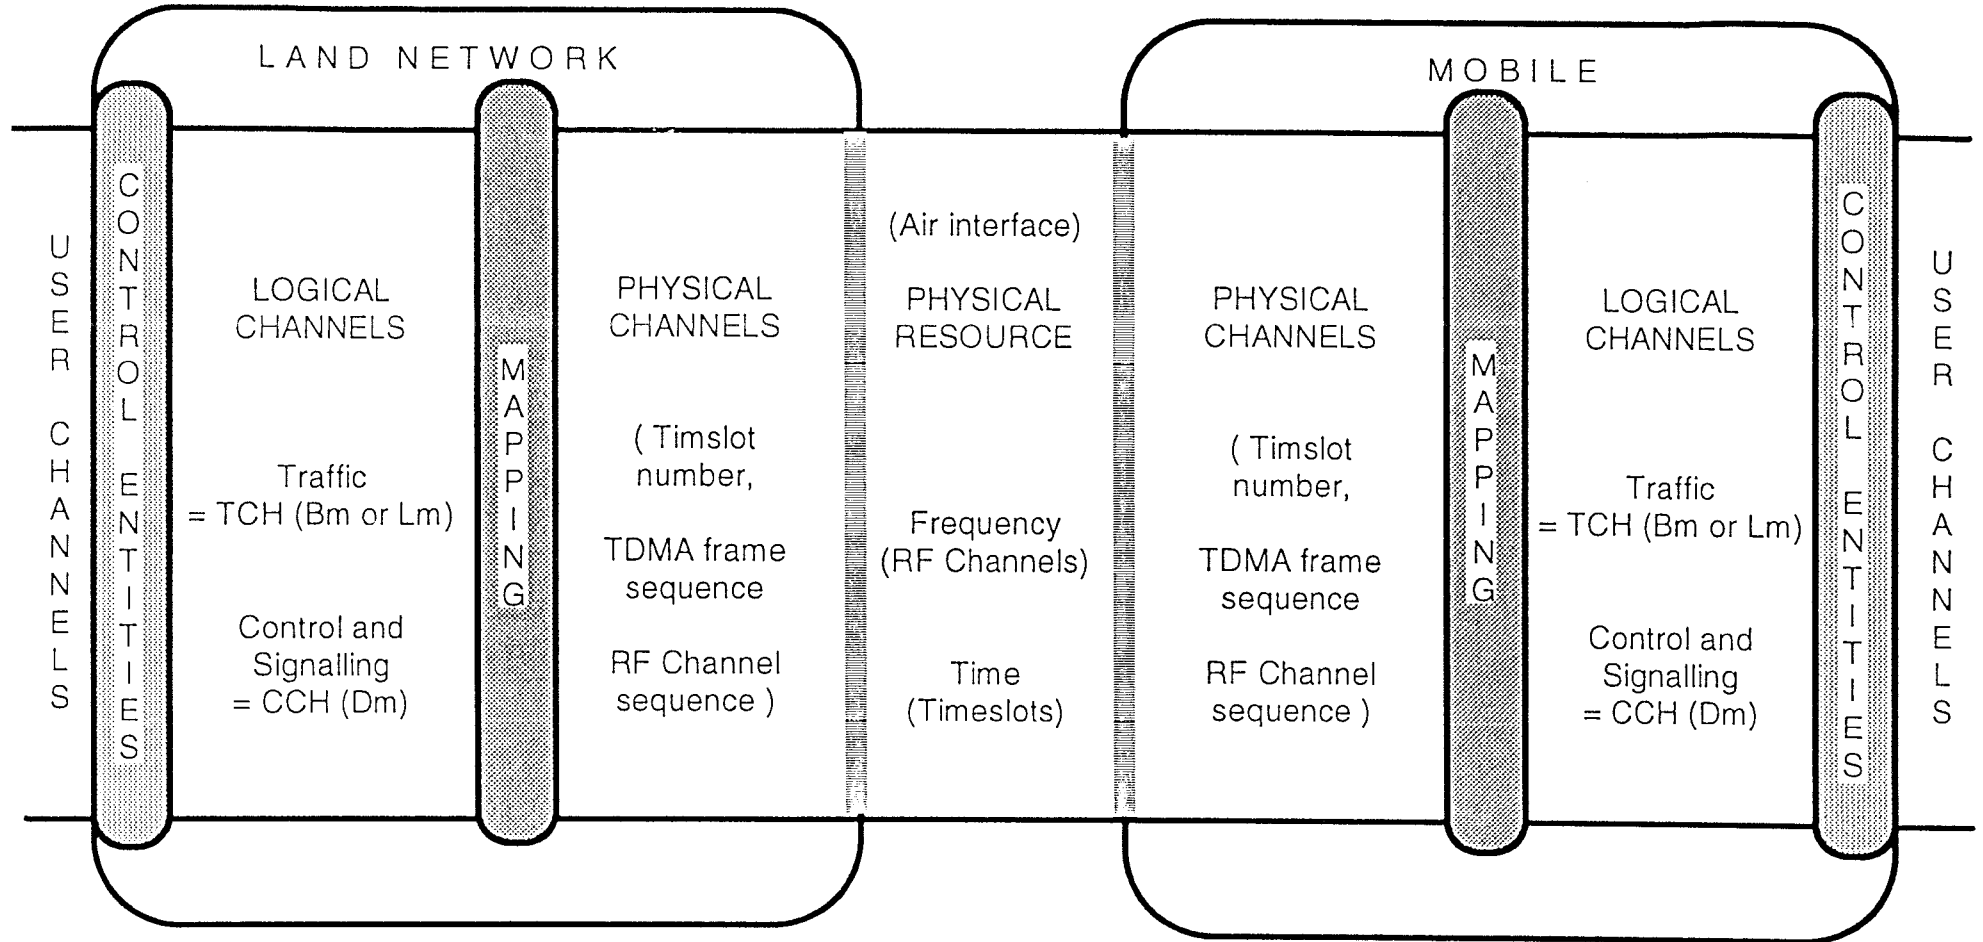 LAND NETWORK
MOBILE
USER CHANNELS
CONTROL ENTITIES
LOGICAL
CHANNELS
Traffic
= TCH (Bm or Lm)
Control and
Signalling
= CCH (Dm)
MAPPING
PHYSICAL
CHANNELS
( Timslot
number,
TDMA frame
sequence
RF Channel
sequence )
(Air interface)
PHYSICAL
RESOURCE
Frequency
(RF Channels)
Time
(Timeslots)
PHYSICAL
CHANNELS
( Timslot
number,
TDMA frame
sequence
RF Channel
sequence )
MAPPING
LOGICAL
CHANNELS
Traffic
= TCH (Bm or Lm)
Control and
Signalling
= CCH (Dm)
CONTROL ENTITIES
USER CHANNELS